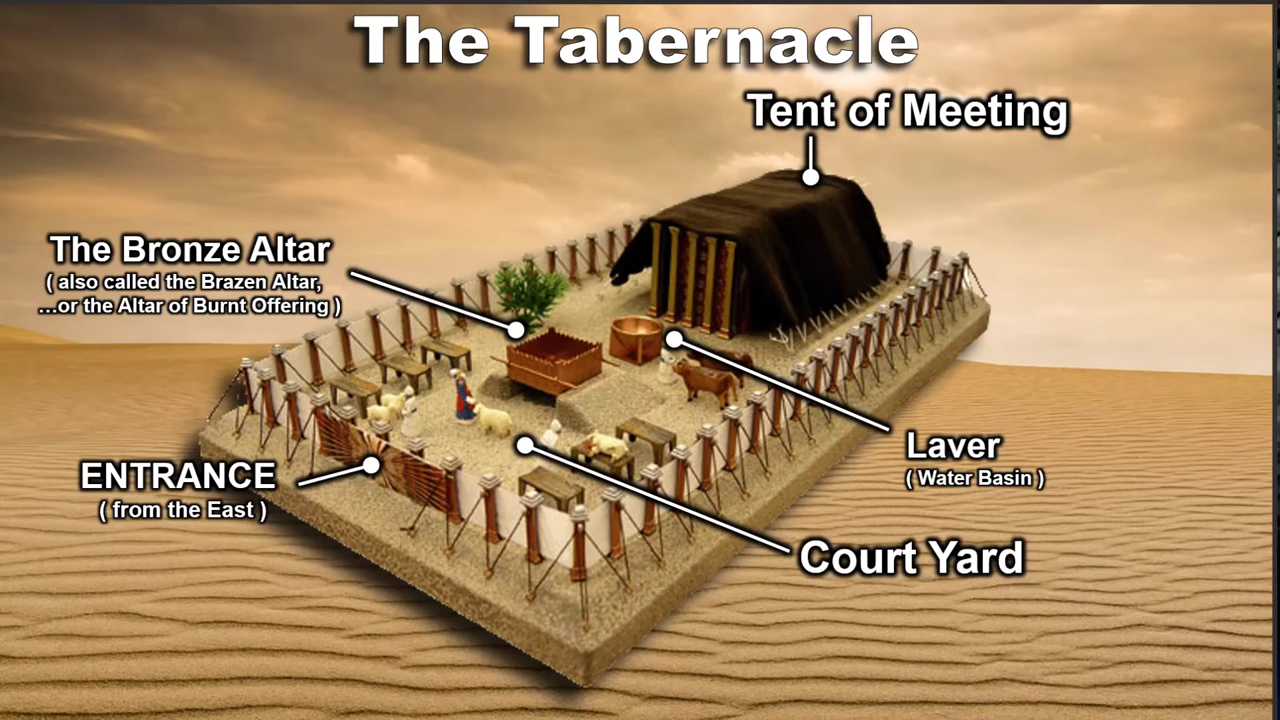 The Tabernacle
Tent of Meeting
The Bronze Altar
( also called the Brazen Altar,
...or the Altar of Burnt Offering )
ENTRANCE
( from the East )
Laver
( Water Basin )
Court Yard